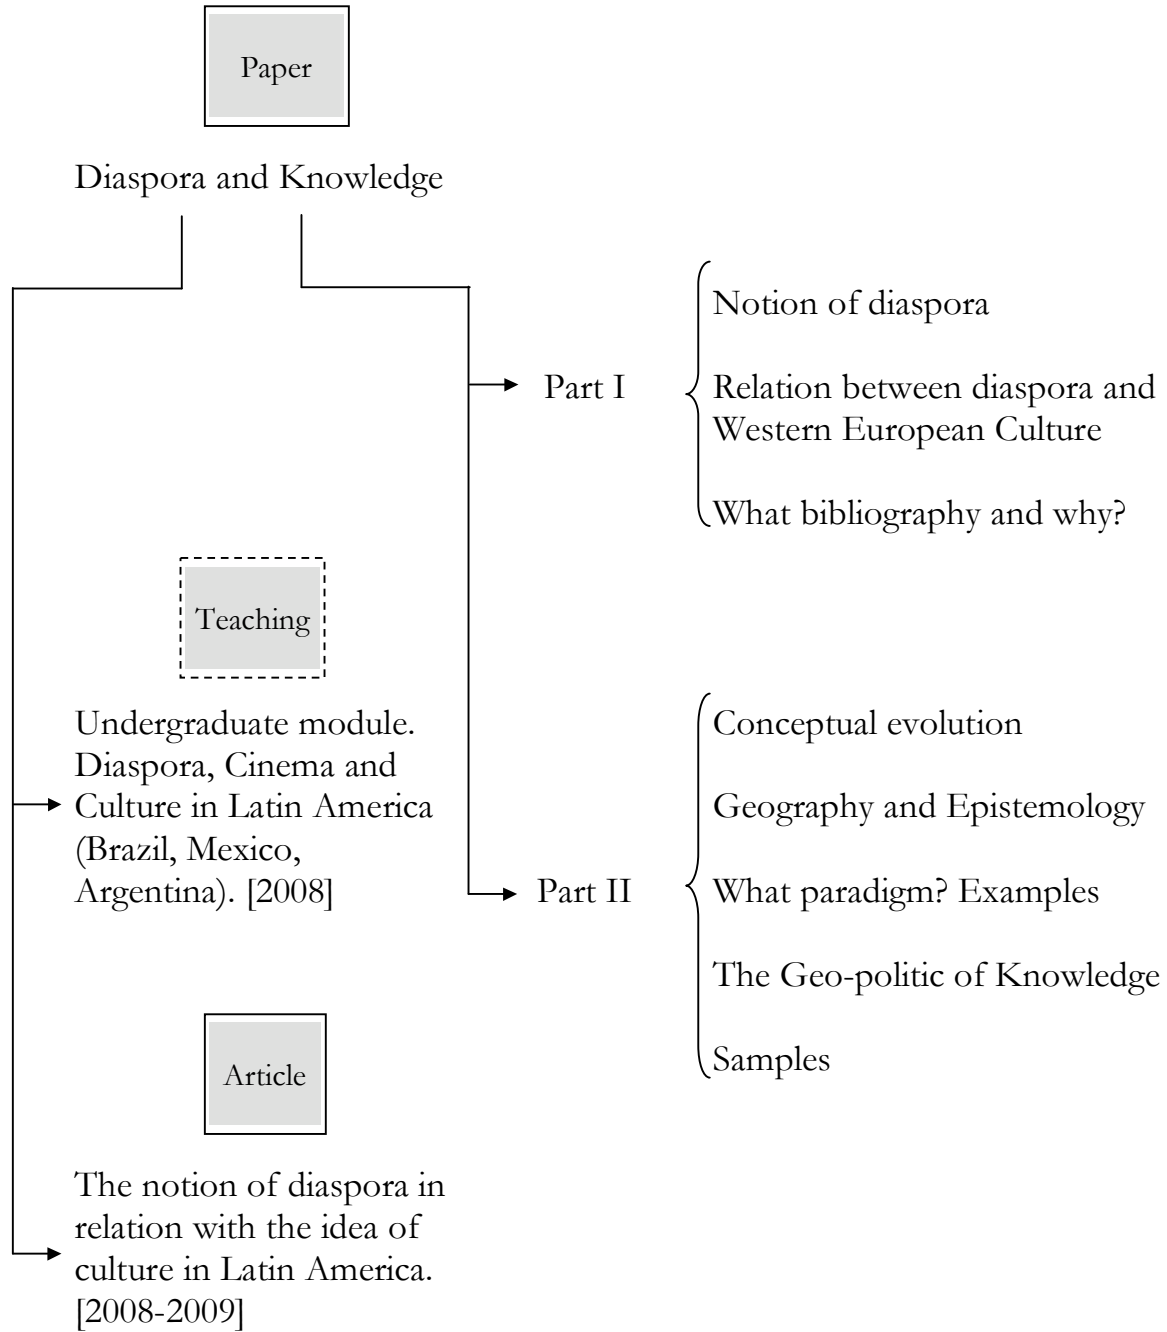 Paper
Diaspora and Knowledge
Part I
Notion of diaspora
Relation between diaspora and
Western European Culture
What bibliography and why?
Teaching
Undergraduate module.
Diaspora, Cinema and
Culture in Latin America
(Brazil, Mexico,
Argentina). [2008]
Part II
Conceptual evolution
Geography and Epistemology
What paradigm? Examples
The Geo-politic of Knowledge
Samples
Article
The notion of diaspora in
relation with the idea of
culture in Latin America.
[2008-2009]